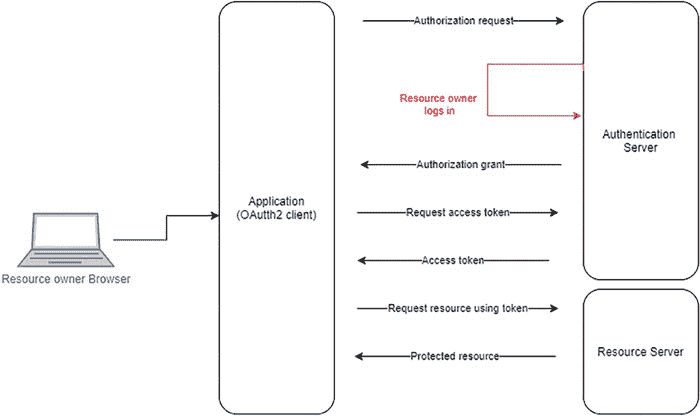 Authorization request
Resource owner
logs in
Authentication
Server
Authorization grant
Application
(OAutth2 client)
Request access token
Resource owner Browser
Access token
Request resource using token
Resource Server
Protected resource